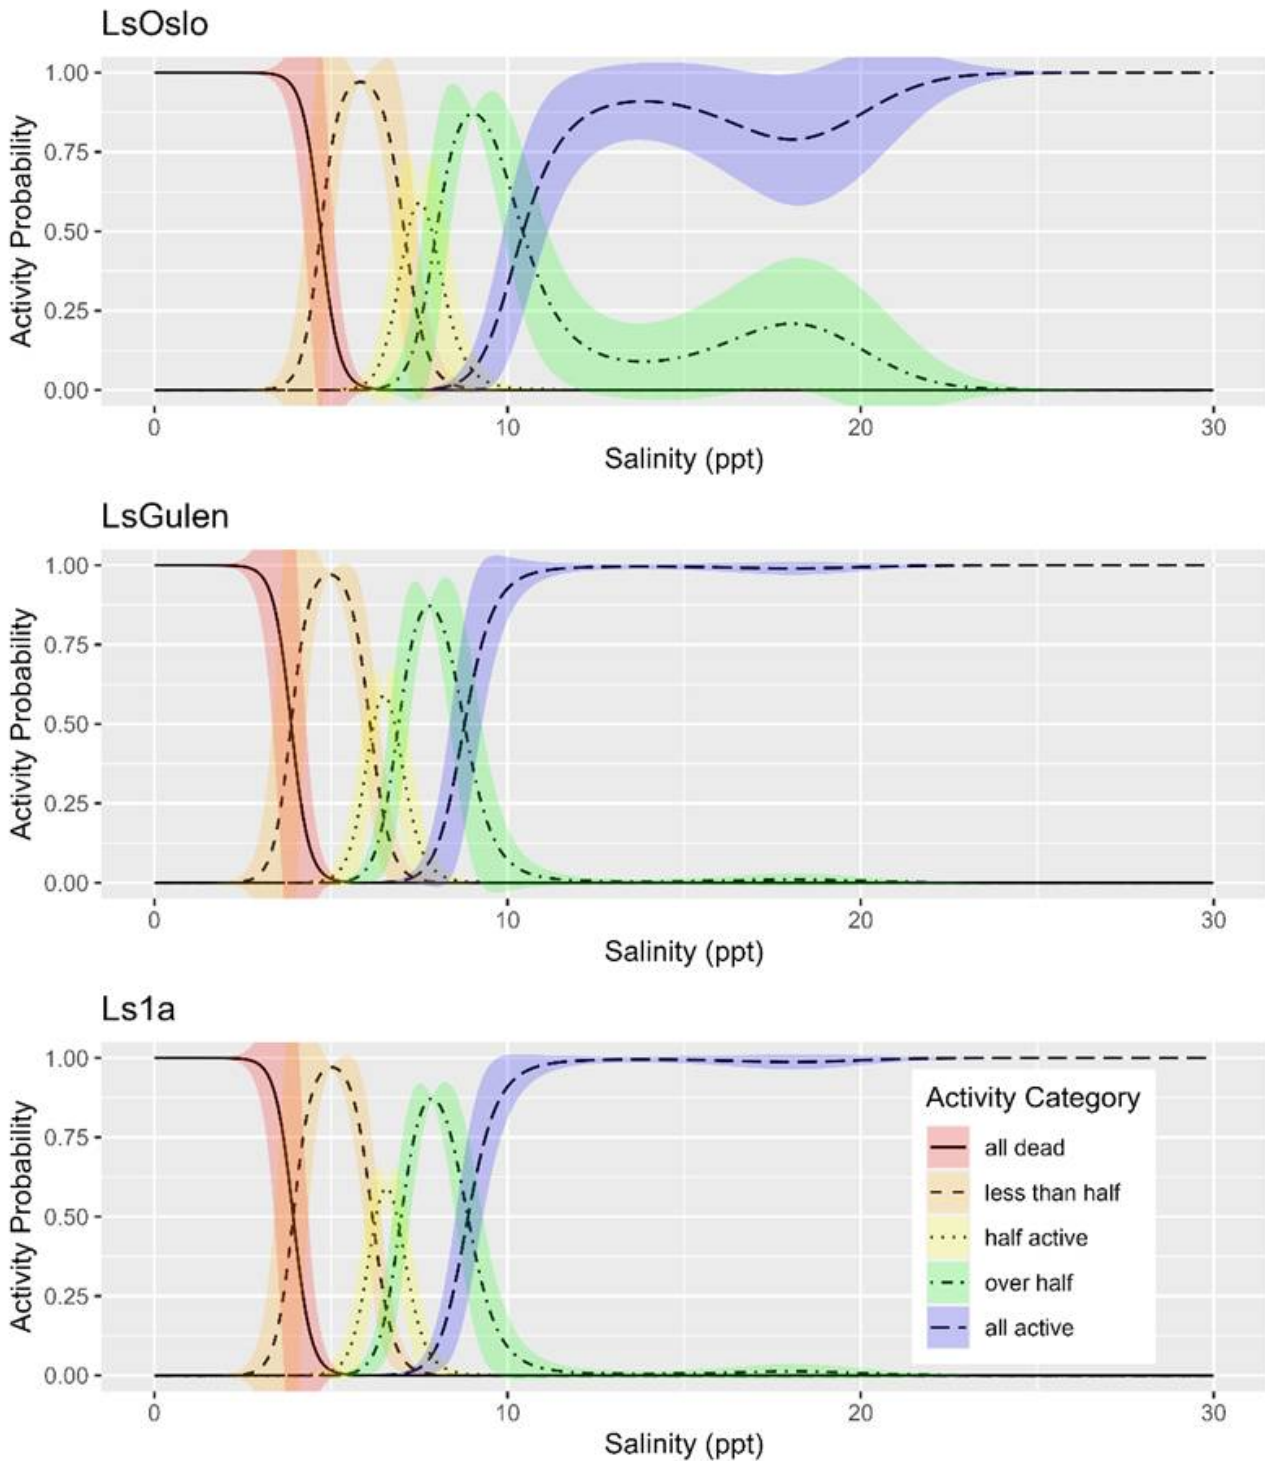 LsOslo
1.00
0.75
0.50
0.25
0.00
Activity Probability
0 10 20 30
Salinity (ppt)
LsGulen
1.00
0.75
0.50
0.25
0.00
Activity Probability
0 10 20 30
Salinity (ppt)
Ls1a
1.00
0.75
0.50
0.25
0.00
Activity Probability
Activity Category
all dead
less than half
half active
over half
all active
0 10 20 30
Salinity (ppt)